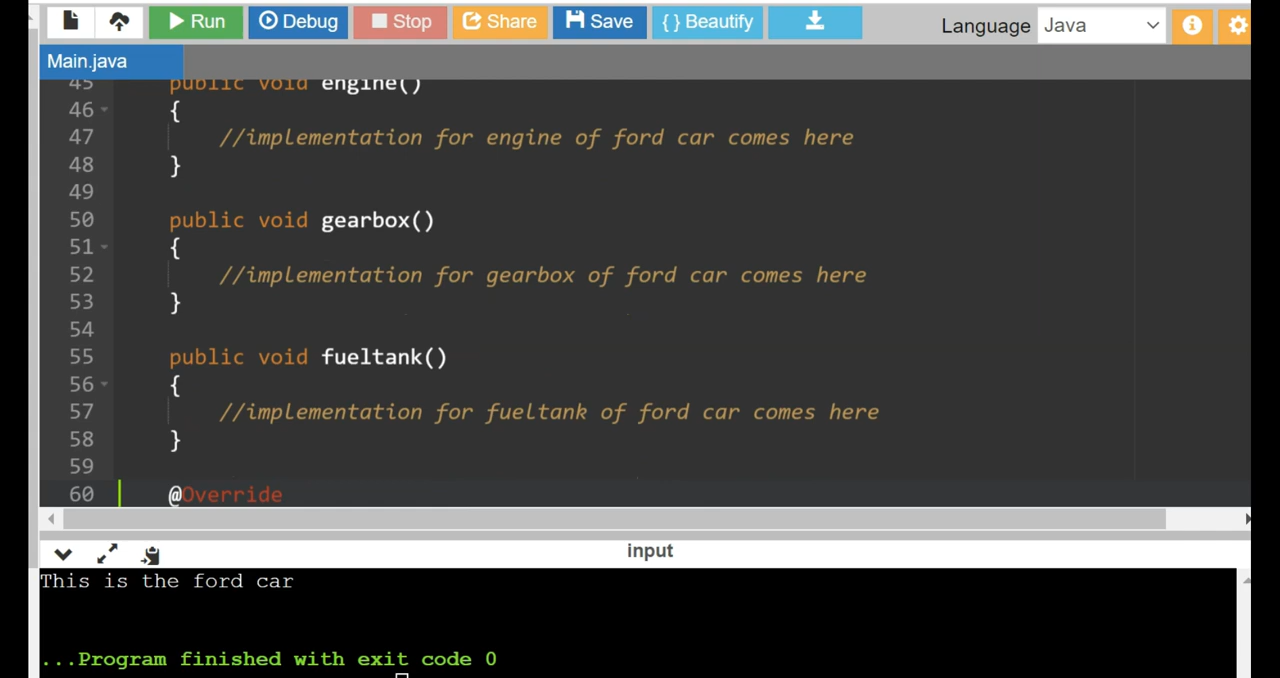 Run Debug Stop Share Save { } Beautify Language Java
Main.java
45 public void engine()
46 {
47 //implementation for engine of ford car comes here
48 }
49
50 public void gearbox()
51 {
52 //implementation for gearbox of ford car comes here
53 }
54
55 public void fueltank()
56 {
57 //implementation for fueltank of ford car comes here
58 }
59
60 @Override
input
This is the ford car
...Program finished with exit code 0